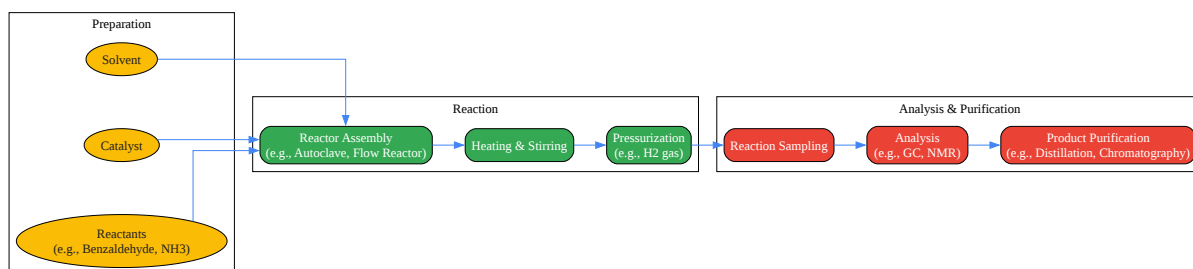 Preparation
Solvent
Catalyst
Reactants
(e.g., Benzaldehyde, NH3)
Reaction
Reactor Assembly
(e.g., Autoclave, Flow Reactor)
Heating & Stirring
Pressurization
(e.g., H2 gas)
Analysis & Purification
Reaction Sampling
Analysis
(e.g., GC, NMR)
Product Purification
(e.g., Distillation, Chromatography)